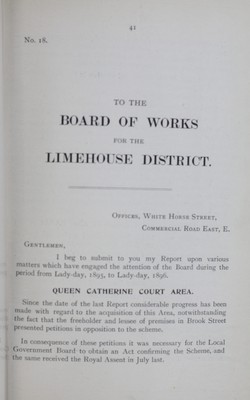 41
No. 18.
TO THE
BOARD OF WORKS
FOR THE
LIMEHOUSE DISTRICT.
Offices, White Horse Street,
Commercial Road East, E.
Gentlemen,
I beg to submit to you my Report upon various
matters which have engaged the attention of the Board during the
period from Lady-day, 1895, to Lady-day, 1896.
QUEEN CATHERINE COURT AREA.
Since the date of the last Report considerable progress has been
made with regard to the acquisition of this Area, notwithstanding
the fact that the freeholder and lessee of premises in Brook Street
presented petitions in opposition to the scheme.
In consequence of these petitions it was necessary for the Local
Government Board to obtain an Act confirming the Scheme, and
the same received the Royal Assent in July last.